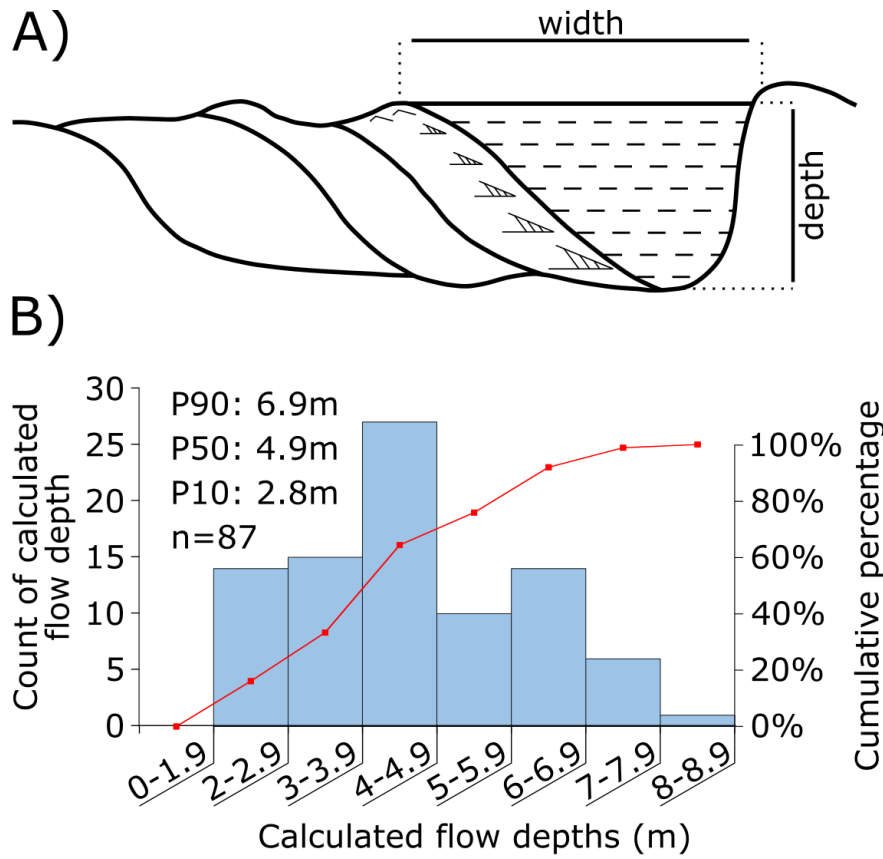 A)
width
depth
B)
Count of calculated
flow depth
30
25
20
15
10
5
0
P90: 6.9m
P50: 4.9m
P10: 2.8m
n=87
100%
80%
60%
40%
20%
0%
Cumulative percentage
0-1.9
2-2.9
3-3.9
4-4.9
5-5.9
6-6.9
7-7.9
8-8.9
Calculated flow depths (m)